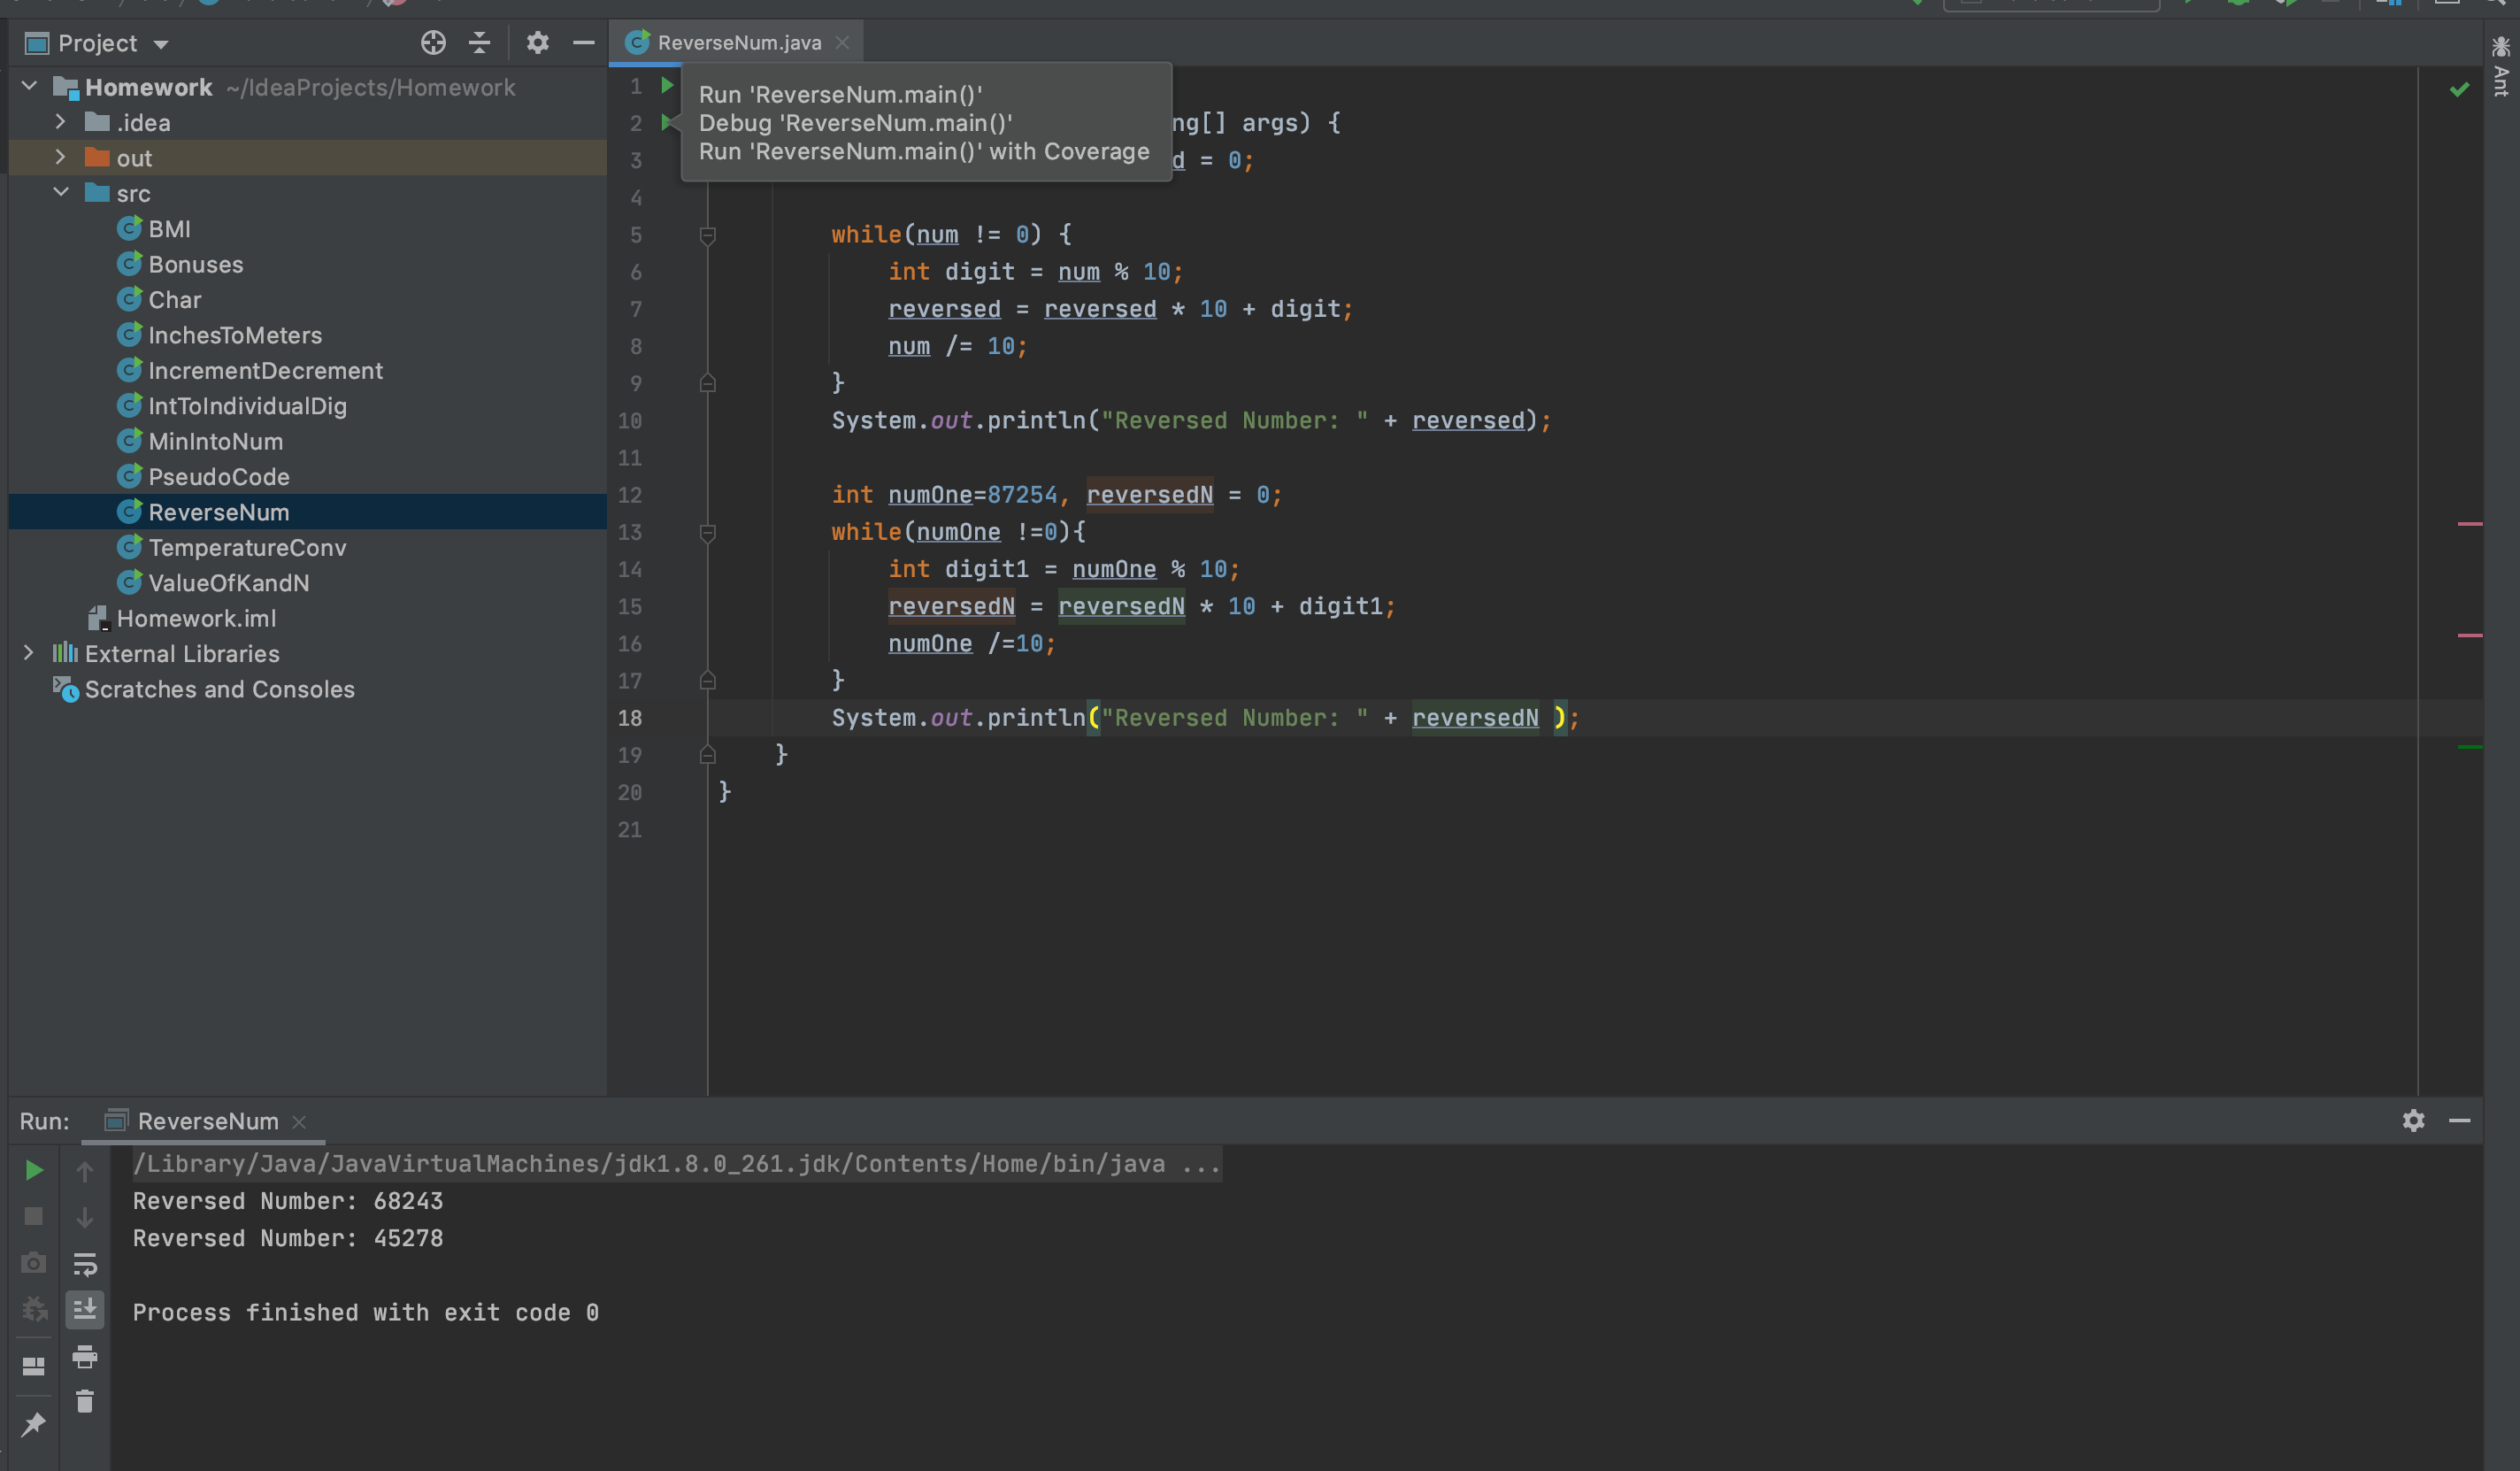 Project
Homework ~/IdeaProjects/Homework
.idea
out
src
BMI
Bonuses
Char
InchesToMeters
IncrementDecrement
IntToIndividualDig
MinIntoNum
PseudoCode
ReverseNum
TemperatureConv
ValueOfKandN
Homework.iml
External Libraries
Scratches and Consoles
ReverseNum.java
Run 'ReverseNum.main()'
Debug 'ReverseNum.main()'
Run 'ReverseNum.main()' with Coverage
1
2 ng[] args) {
3 d = 0;
4
5 while(num != 0) {
6 int digit = num % 10;
7 reversed = reversed * 10 + digit;
8 num /= 10;
9 }
10 System.out.println("Reversed Number: " + reversed);
11
12 int numOne=87254, reversedN = 0;
13 while(numOne !=0){
14 int digit1 = numOne % 10;
15 reversedN = reversedN * 10 + digit1;
16 numOne /=10;
17 }
18 System.out.println("Reversed Number: " + reversedN );
19 }
20 }
21
Ant
Run: ReverseNum
/Library/Java/JavaVirtualMachines/jdk1.8.0_261.jdk/Contents/Home/bin/java ...
Reversed Number: 68243
Reversed Number: 45278
Process finished with exit code 0